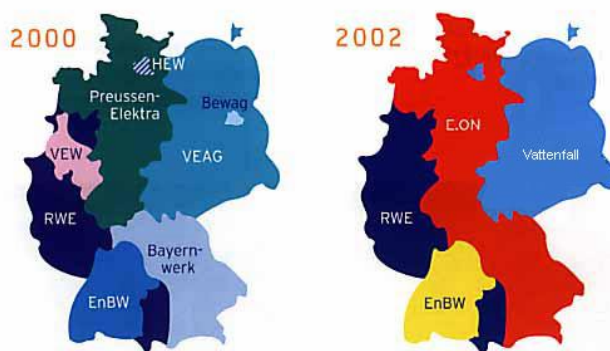 2000
HEW
Preussen-
Elektra
Bewag
VEW
VEAG
RWE
Bayern-
werk
EnBW
2002
E.ON
Vattenfall
RWE
EnBW